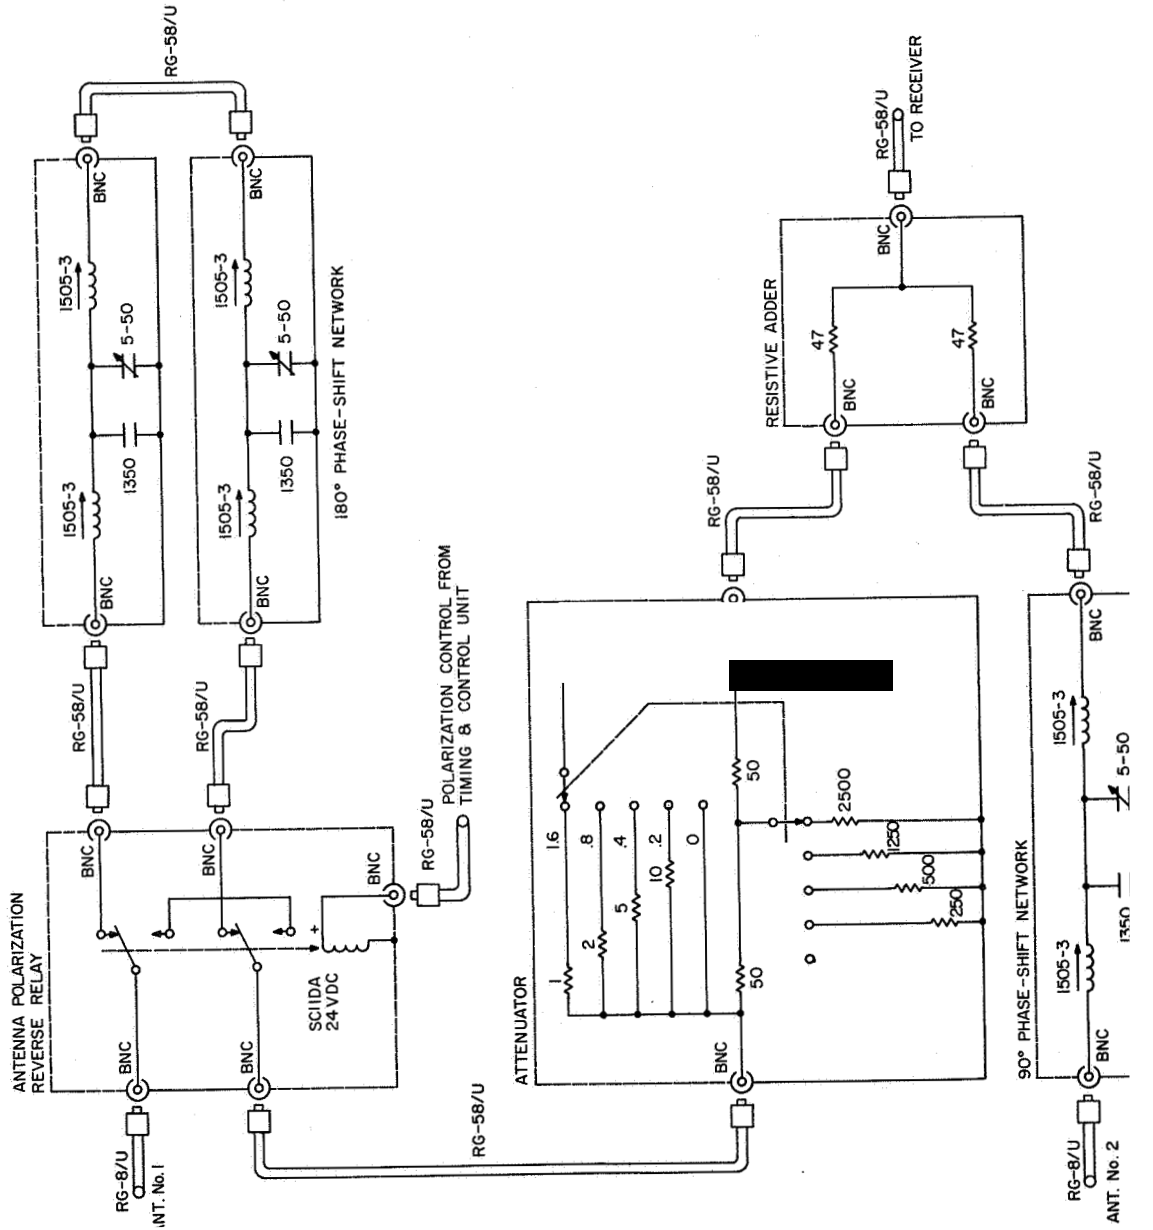 RG-58/U
BNC
BNC
1505-3
1505-3
5-50
5-50
1505-3
1505-3
1350
1350
180° PHASE-SHIFT NETWORK
BNC
BNC
RG-58/U
RG-58/U
POLARIZATION CONTROL FROM
TIMING & CONTROL UNIT
RG-58/U
ANTENNA POLARIZATION
REVERSE RELAY
BNC
BNC
BNC
+
SC11DA
24VDC
BNC
BNC
RG-8/U
ANT. No. 1
RG-58/U
ATTENUATOR
1.6
.8
.4
.2
0
1
2
5
10
50
50
2500
1250
500
250
BNC
RG-58/U
TO RECEIVER
BNC
RESISTIVE ADDER
47
47
BNC
BNC
RG-58/U
RG-58/U
BNC
1505-3
5-50
1350
1505-3
90° PHASE-SHIFT NETWORK
BNC
RG-8/U
ANT. No. 2